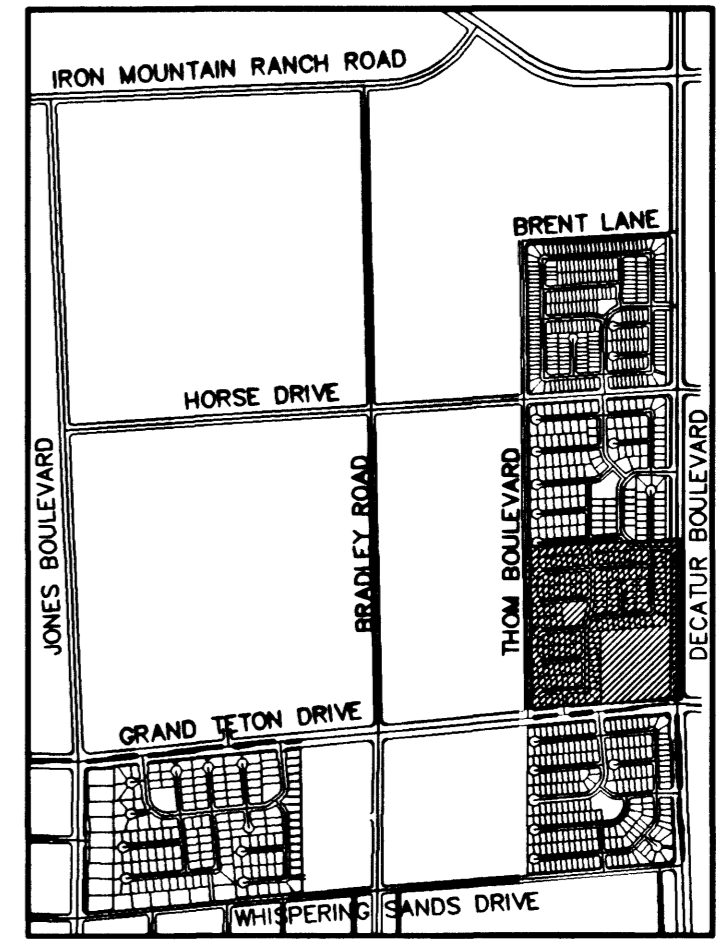 IRON MOUNTAIN RANCH ROAD
BRENT LANE
HORSE DRIVE
JONES BOULEVARD
BRADLEY ROAD
THOM BOULEVARD
DECATUR BOULEVARD
GRAND TETON DRIVE
WHISPERING SANDS DRIVE